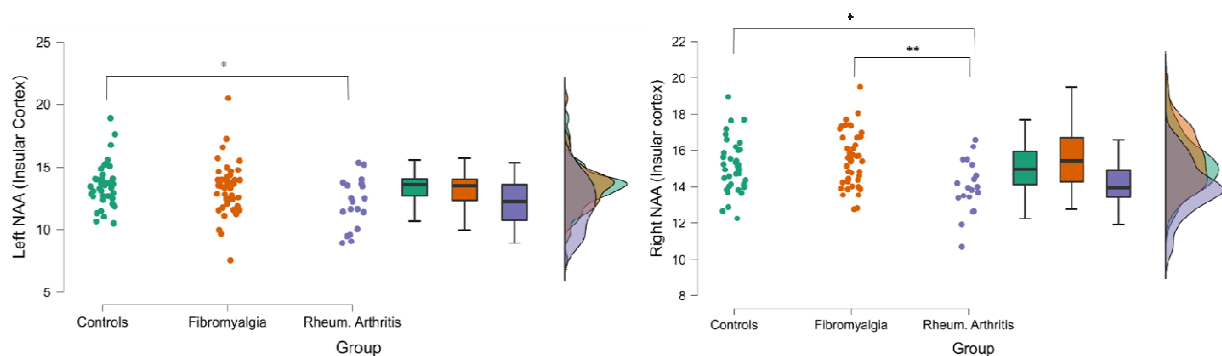 Left NAA (Insular Cortex)
25
20
15
10
5
*
Controls
Fibromyalgia
Rheum. Arthritis
Group
Right NAA (Insular cortex)
22
20
18
16
14
12
10
8
*
**
Controls
Fibromyalgia
Rheum. Arthritis
Group